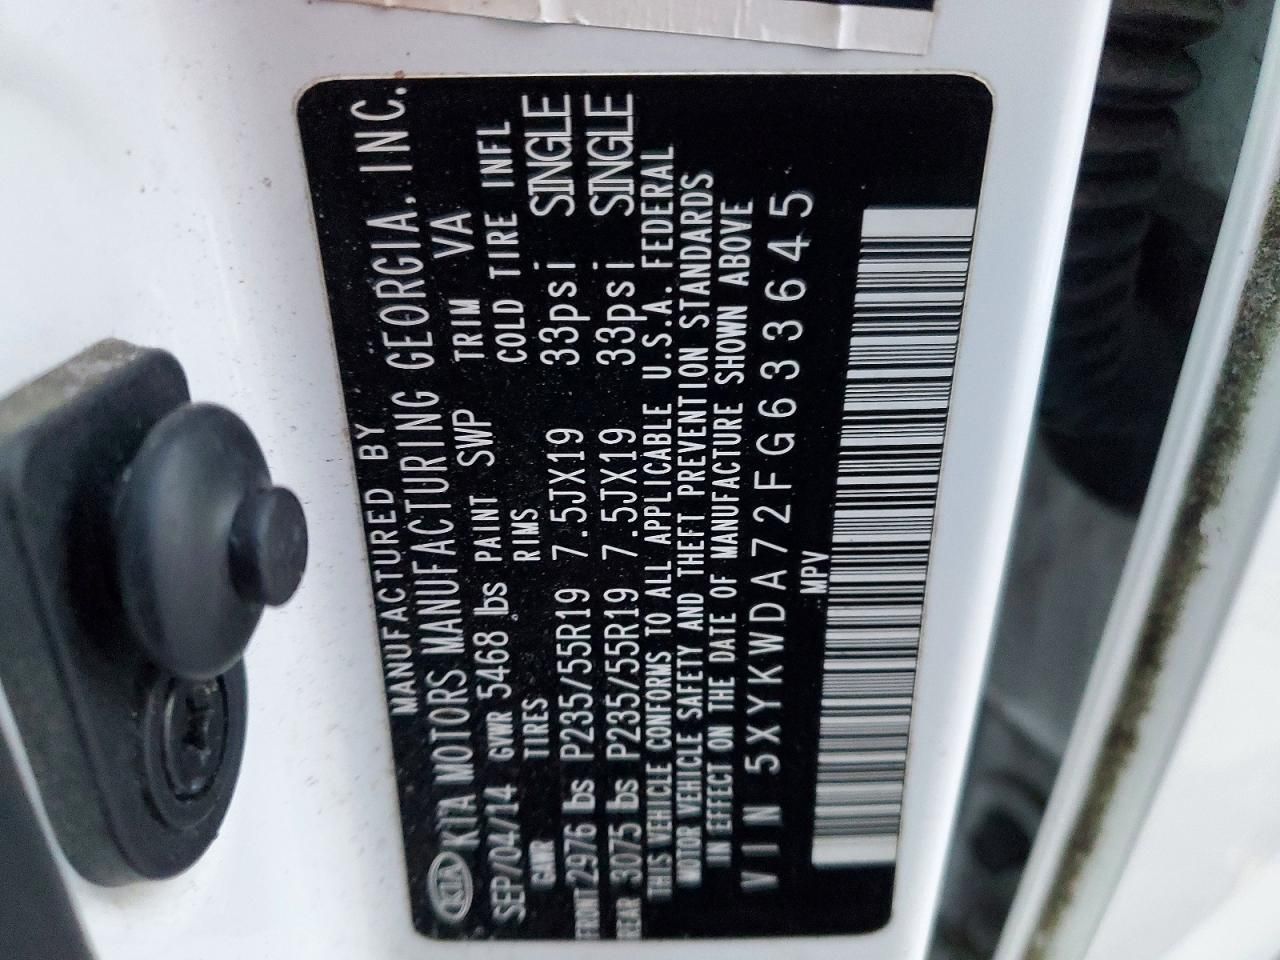 MANUFACTURED BY
KIA KIA MOTORS MANUFACTURING GEORGIA, INC.
SEP/04/14 GVWR 5468 lbs PAINT SWP TRIM VA
GAWR TIRES RIMS COLD TIRE INFL
FRONT 2976 lbs P235/55R19 7.5JX19 33psi SINGLE
REAR 3075 lbs P235/55R19 7.5JX19 33psi SINGLE
THIS VEHICLE CONFORMS TO ALL APPLICABLE U.S.A. FEDERAL
MOTOR VEHICLE SAFETY AND THEFT PREVENTION STANDARDS
IN EFFECT ON THE DATE OF MANUFACTURE SHOWN ABOVE
VIN 5XYKWDA72FG633645
MPV